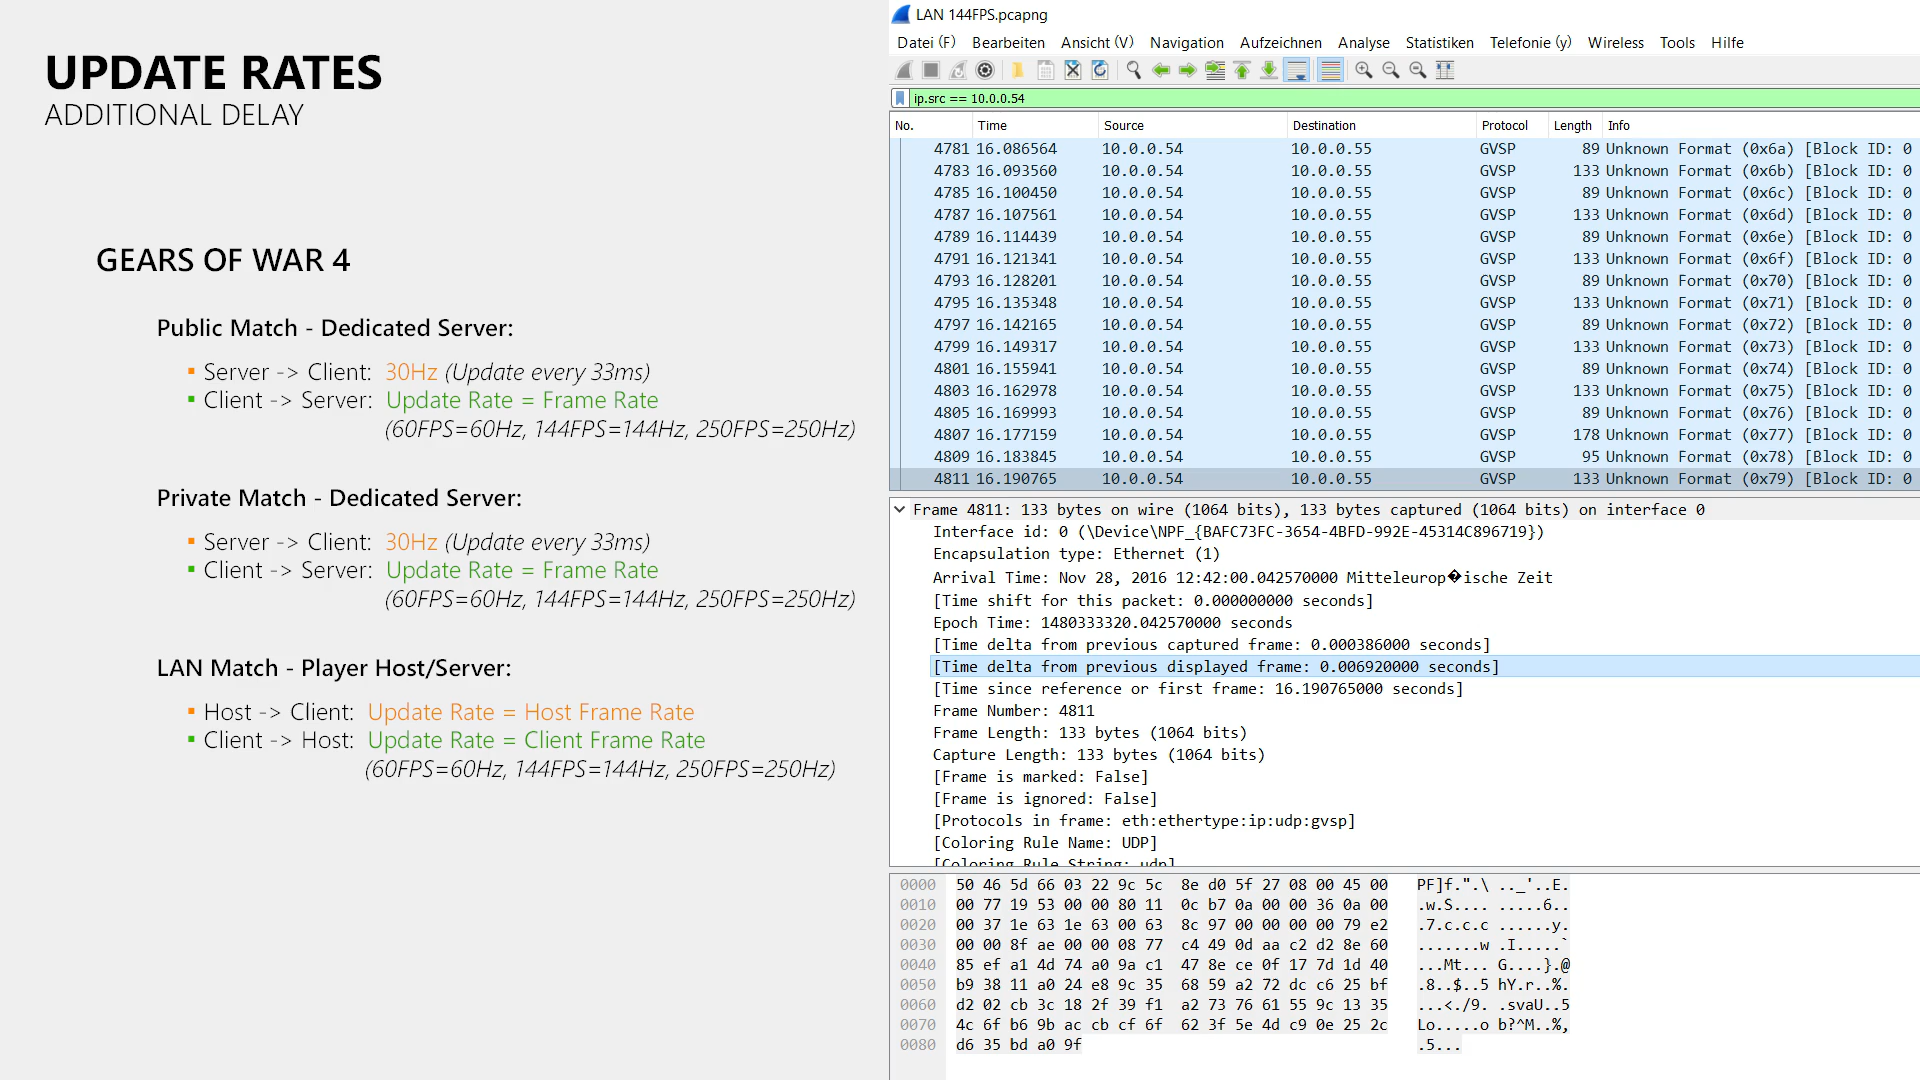 UPDATE RATES
ADDITIONAL DELAY
GEARS OF WAR 4
Public Match - Dedicated Server:
▪ Server -> Client: 30Hz (Update every 33ms)
▪ Client -> Server: Update Rate = Frame Rate
(60FPS=60Hz, 144FPS=144Hz, 250FPS=250Hz)
Private Match - Dedicated Server:
▪ Server -> Client: 30Hz (Update every 33ms)
▪ Client -> Server: Update Rate = Frame Rate
(60FPS=60Hz, 144FPS=144Hz, 250FPS=250Hz)
LAN Match - Player Host/Server:
▪ Host -> Client: Update Rate = Host Frame Rate
▪ Client -> Host: Update Rate = Client Frame Rate
(60FPS=60Hz, 144FPS=144Hz, 250FPS=250Hz)
LAN 144FPS.pcapng
Datei (F) Bearbeiten Ansicht (V) Navigation Aufzeichnen Analyse Statistiken Telefonie (y) Wireless Tools Hilfe
ip.src == 10.0.0.54
No. Time Source Destination Protocol Length Info
4781 16.086564 10.0.0.54 10.0.0.55 GVSP 89 Unknown Format (0x6a) [Block ID: 0
4783 16.093560 10.0.0.54 10.0.0.55 GVSP 133 Unknown Format (0x6b) [Block ID: 0
4785 16.100450 10.0.0.54 10.0.0.55 GVSP 89 Unknown Format (0x6c) [Block ID: 0
4787 16.107561 10.0.0.54 10.0.0.55 GVSP 133 Unknown Format (0x6d) [Block ID: 0
4789 16.114439 10.0.0.54 10.0.0.55 GVSP 89 Unknown Format (0x6e) [Block ID: 0
4791 16.121341 10.0.0.54 10.0.0.55 GVSP 133 Unknown Format (0x6f) [Block ID: 0
4793 16.128201 10.0.0.54 10.0.0.55 GVSP 89 Unknown Format (0x70) [Block ID: 0
4795 16.135348 10.0.0.54 10.0.0.55 GVSP 133 Unknown Format (0x71) [Block ID: 0
4797 16.142165 10.0.0.54 10.0.0.55 GVSP 89 Unknown Format (0x72) [Block ID: 0
4799 16.149317 10.0.0.54 10.0.0.55 GVSP 133 Unknown Format (0x73) [Block ID: 0
4801 16.155941 10.0.0.54 10.0.0.55 GVSP 89 Unknown Format (0x74) [Block ID: 0
4803 16.162978 10.0.0.54 10.0.0.55 GVSP 133 Unknown Format (0x75) [Block ID: 0
4805 16.169993 10.0.0.54 10.0.0.55 GVSP 89 Unknown Format (0x76) [Block ID: 0
4807 16.177159 10.0.0.54 10.0.0.55 GVSP 178 Unknown Format (0x77) [Block ID: 0
4809 16.183845 10.0.0.54 10.0.0.55 GVSP 95 Unknown Format (0x78) [Block ID: 0
4811 16.190765 10.0.0.54 10.0.0.55 GVSP 133 Unknown Format (0x79) [Block ID: 0
Frame 4811: 133 bytes on wire (1064 bits), 133 bytes captured (1064 bits) on interface 0
Interface id: 0 (\Device\NPF_{BAFC73FC-3654-4BFD-992E-45314C896719})
Encapsulation type: Ethernet (1)
Arrival Time: Nov 28, 2016 12:42:00.042570000 Mitteleurop�ische Zeit
[Time shift for this packet: 0.000000000 seconds]
Epoch Time: 1480333320.042570000 seconds
[Time delta from previous captured frame: 0.000386000 seconds]
[Time delta from previous displayed frame: 0.006920000 seconds]
[Time since reference or first frame: 16.190765000 seconds]
Frame Number: 4811
Frame Length: 133 bytes (1064 bits)
Capture Length: 133 bytes (1064 bits)
[Frame is marked: False]
[Frame is ignored: False]
[Protocols in frame: eth:ethertype:ip:udp:gvsp]
[Coloring Rule Name: UDP]
[Coloring Rule String: udp]
0000 50 46 5d 66 03 22 9c 5c 8e d0 5f 27 08 00 45 00 PF]f.".\ .._'..E.
0010 00 77 19 53 00 00 80 11 0c b7 0a 00 00 36 0a 00 .w.S.... .....6..
0020 00 37 1e 63 1e 63 00 63 8c 97 00 00 00 00 79 e2 .7.c.c.c ......y.
0030 00 00 8f ae 00 00 08 77 c4 49 0d aa c2 d2 8e 60 .......w .I.....`
0040 85 ef a1 4d 74 a0 9a c1 47 8e ce 0f 17 7d 1d 40 ...Mt... G....}.@
0050 b9 38 11 a0 24 e8 9c 35 68 59 a2 72 dc c6 25 bf .8..$..5 hY.r..%.
0060 d2 02 cb 3c 18 2f 39 f1 a2 73 76 61 55 9c 13 35 ...<./9. .svaU..5
0070 4c 6f b6 9b ac cb cf 6f 62 3f 5e 4d c9 0e 25 2c Lo.....o b?^M..%,
0080 d6 35 bd a0 9f .5...